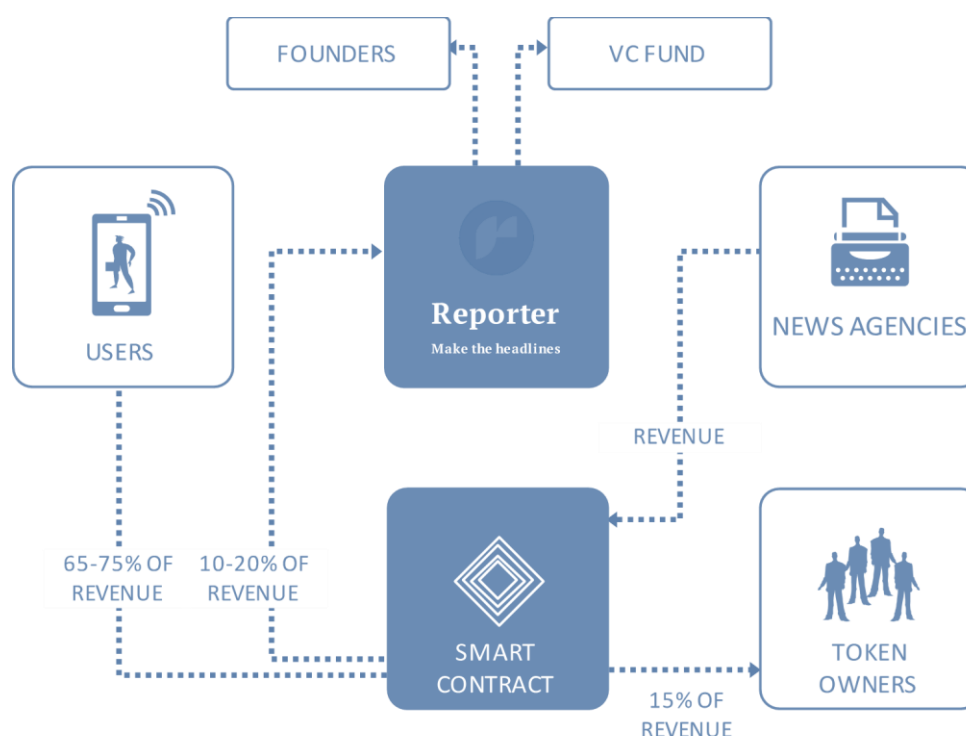 FOUNDERS
VC FUND
USERS
Reporter
Make the headlines
NEWS AGENCIES
REVENUE
65-75% OF
REVENUE
10-20% OF
REVENUE
SMART
CONTRACT
15% OF
REVENUE
TOKEN
OWNERS